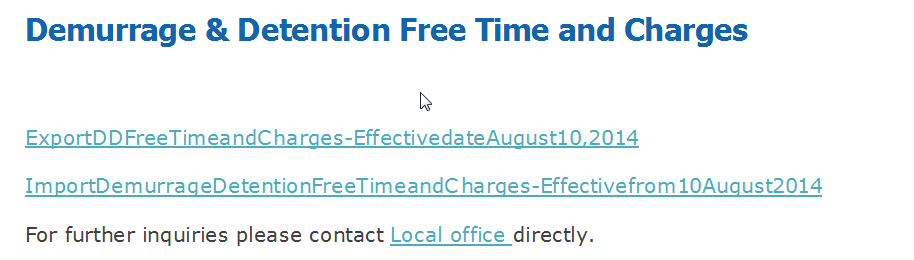 Demurrage & Detention Free Time and Charges
ExportDDFreeTimeandCharges-EffectivedateAugust10,2014
ImportDemurrageDetentionFreeTimeandCharges-Effectivefrom10August2014
For further inquiries please contact Local office directly.